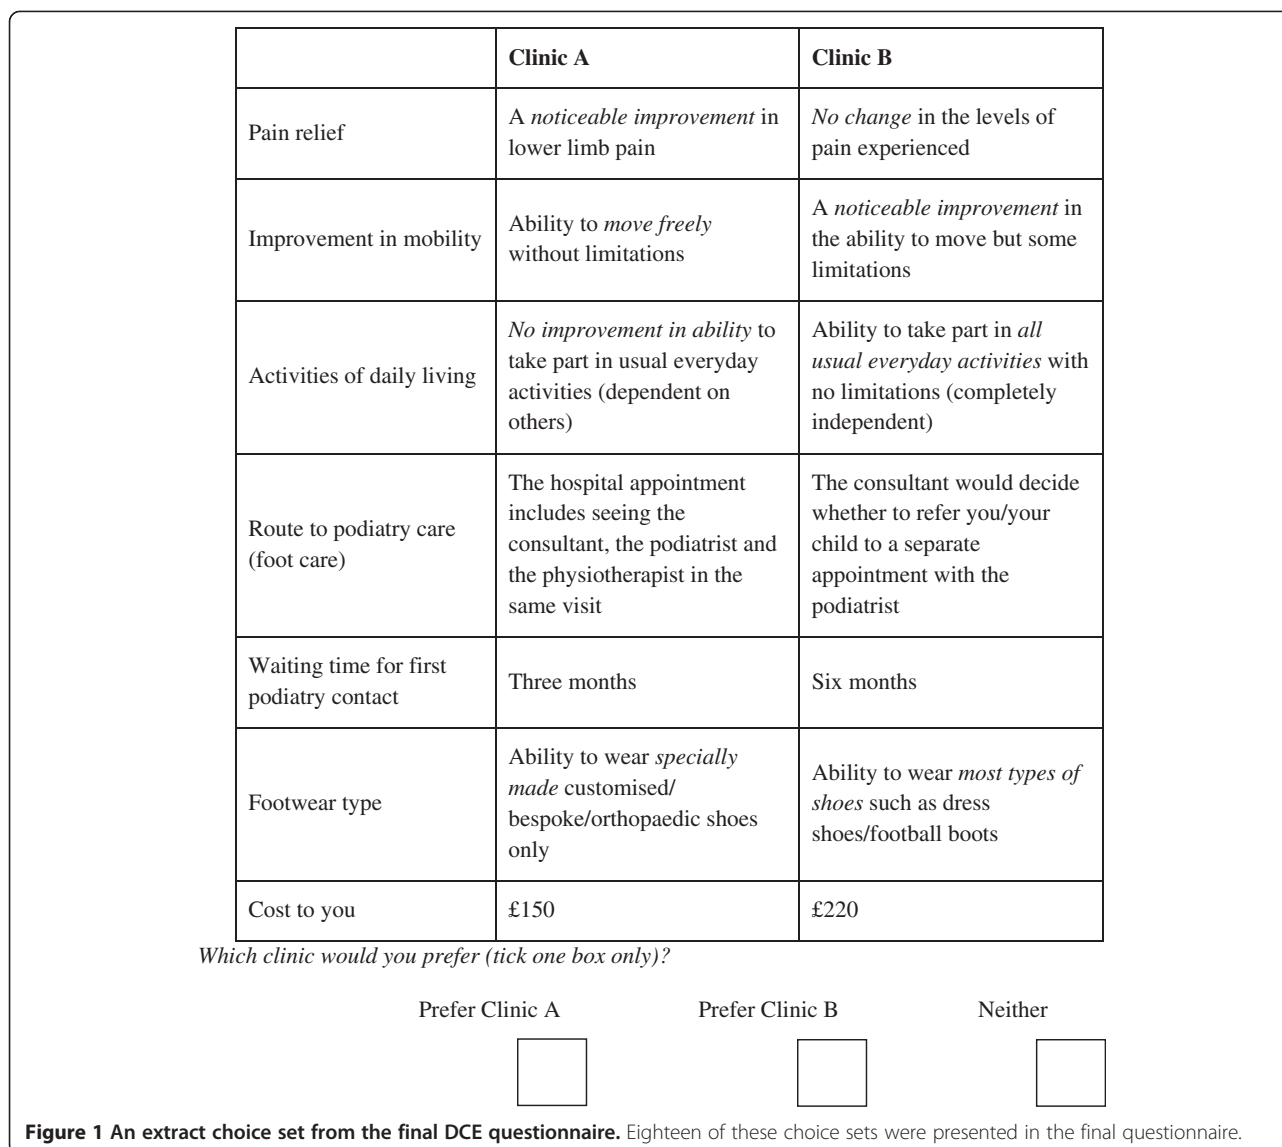 Clinic A
Clinic B
Pain relief
A noticeable improvement in
lower limb pain
No change in the levels of
pain experienced
Improvement in mobility
Ability to move freely
without limitations
A noticeable improvement in
the ability to move but some
limitations
Activities of daily living
No improvement in ability to
take part in usual everyday
activities (dependent on
others)
Ability to take part in all
usual everyday activities with
no limitations (completely
independent)
Route to podiatry care
(foot care)
The hospital appointment
includes seeing the
consultant, the podiatrist and
the physiotherapist in the
same visit
The consultant would decide
whether to refer you/your
child to a separate
appointment with the
podiatrist
Waiting time for first
podiatry contact
Three months
Six months
Footwear type
Ability to wear specially
made customised/
bespoke/orthopaedic shoes
only
Ability to wear most types of
shoes such as dress
shoes/football boots
Cost to you
£150
£220
Which clinic would you prefer (tick one box only)?
Prefer Clinic A
Prefer Clinic B
Neither
Figure 1 An extract choice set from the final DCE questionnaire. Eighteen of these choice sets were presented in the final questionnaire.